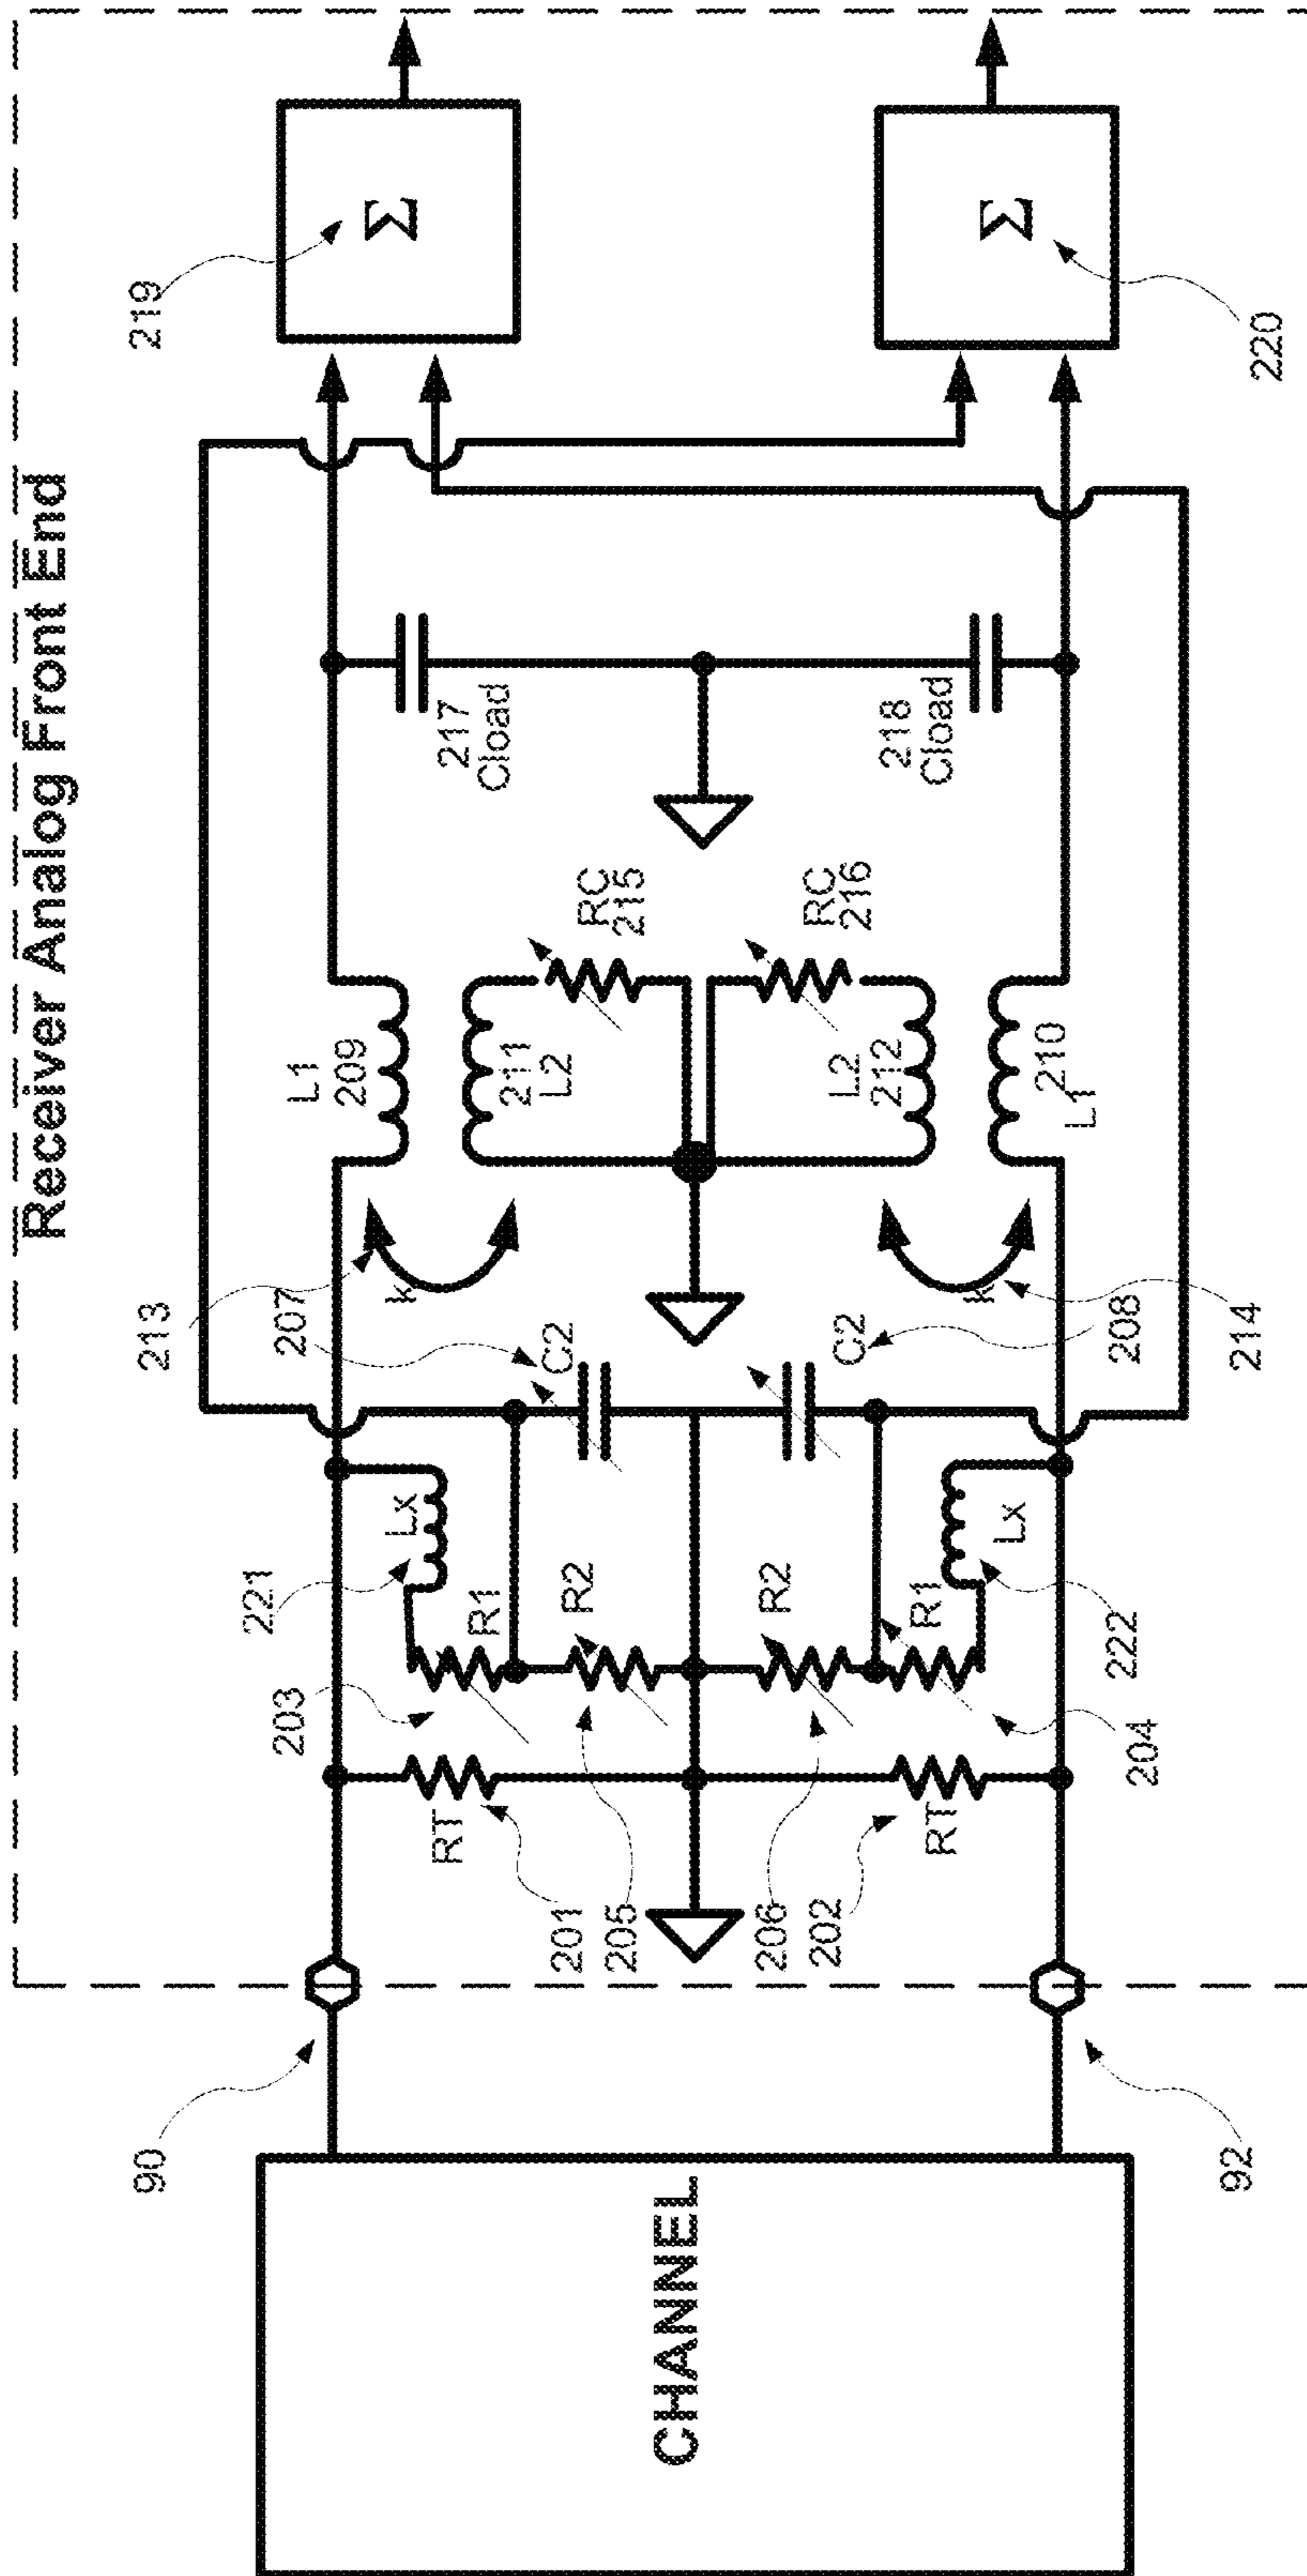 Receiver Analog Front End
CHANNEL
90
92
RT
201
205
206
202
RT
203
R1
R2
R2
R1
204
221
Lx
Lx
222
213
207
k
C2
C2
k
208
214
L1
209
211
L2
L2
212
210
L1
RC
215
RC
216
217
Cload
218
Cload
219
Σ
Σ
220